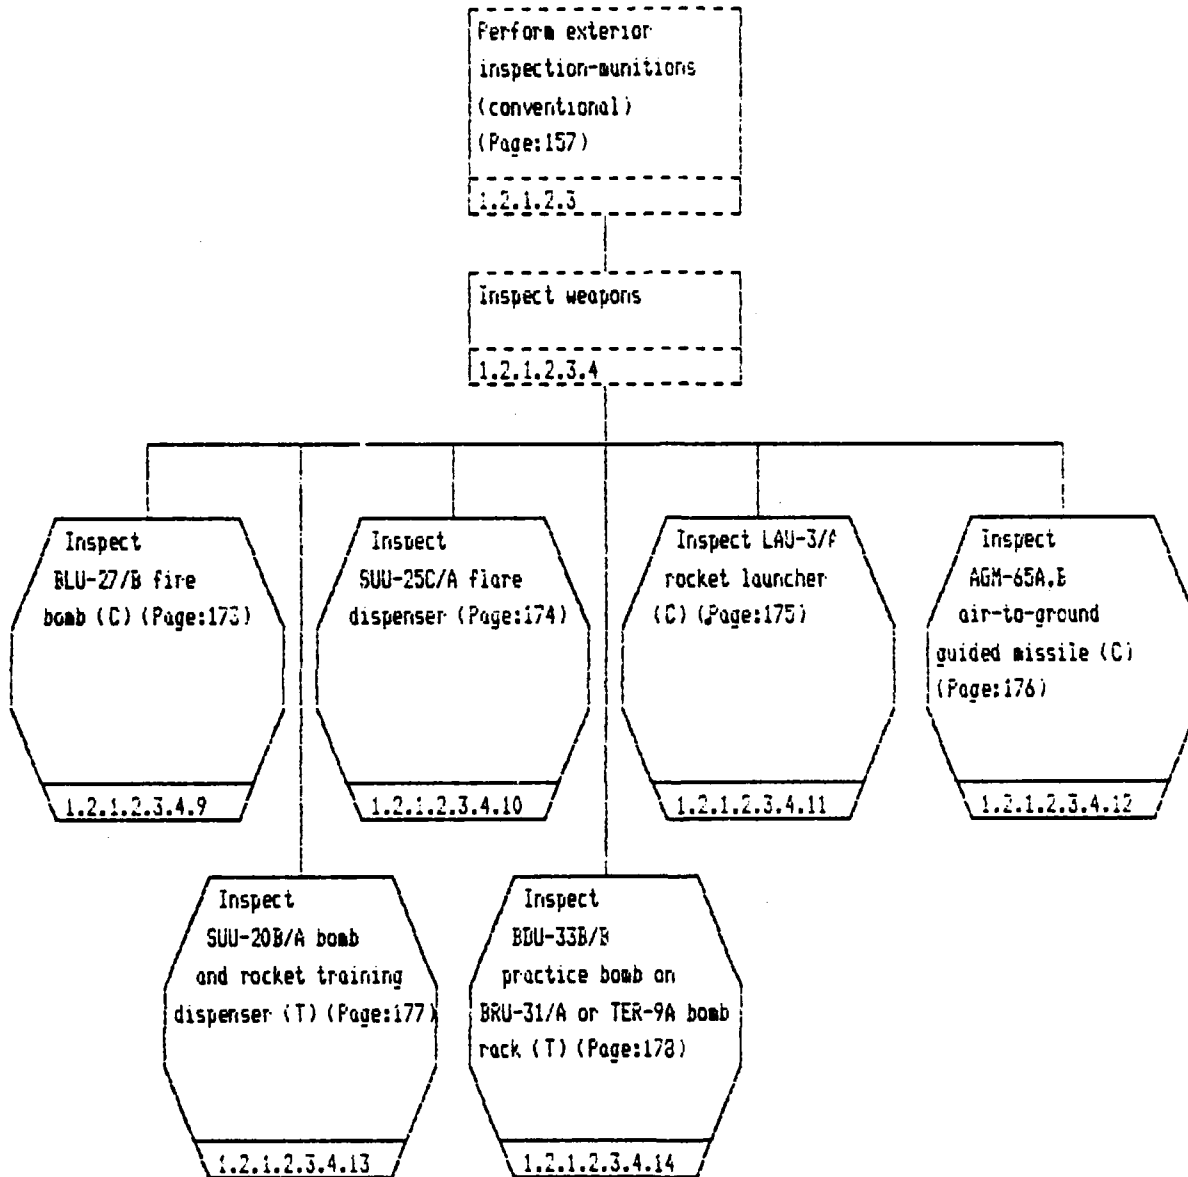 Perform exterior
inspection-munitions
(conventional)
(Page:157)
1.2.1.2.3
Inspect weapons
1.2.1.2.3.4
Inspect
BLU-27/B fire
bomb (C) (Page:173)
1.2.1.2.3.4.9
Inspect
SUU-25C/A flare
dispenser (Page:174)
1.2.1.2.3.4.10
Inspect LAU-3/A
rocket launcher
(C) (Page:175)
1.2.1.2.3.4.11
Inspect
AGM-65A,B
air-to-ground
guided missile (C)
(Page:176)
1.2.1.2.3.4.12
Inspect
SUU-20B/A bomb
and rocket training
dispenser (T) (Page:177)
1.2.1.2.3.4.13
Inspect
BDU-33B/B
practice bomb on
BRU-31/A or TER-9A bomb
rack (T) (Page:178)
1.2.1.2.3.4.14